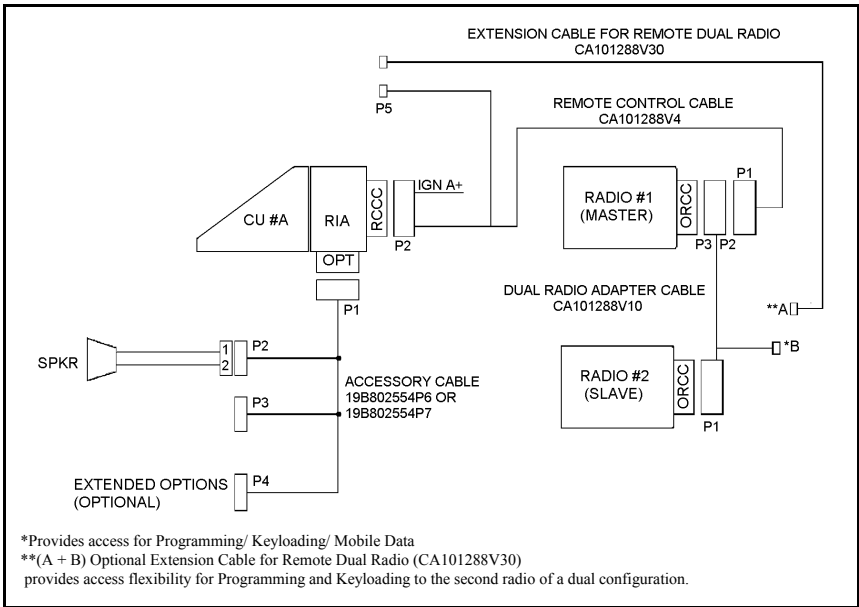 EXTENSION CABLE FOR REMOTE DUAL RADIO
CA101288V30
P5
REMOTE CONTROL CABLE
CA101288V4
CU #A
RIA
RCCC
IGN A+
P2
OPT
P1
RADIO #1
(MASTER)
ORCC
P1
P3
P2
DUAL RADIO ADAPTER CABLE
CA101288V10
**A
*B
SPKR
1
2
P2
ACCESSORY CABLE
19B802554P6 OR
19B802554P7
P3
RADIO #2
(SLAVE)
ORCC
P1
EXTENDED OPTIONS
(OPTIONAL)
P4
*Provides access for Programming/ Keyloading/ Mobile Data
**(A + B) Optional Extension Cable for Remote Dual Radio (CA101288V30)
provides access flexibility for Programming and Keyloading to the second radio of a dual configuration.